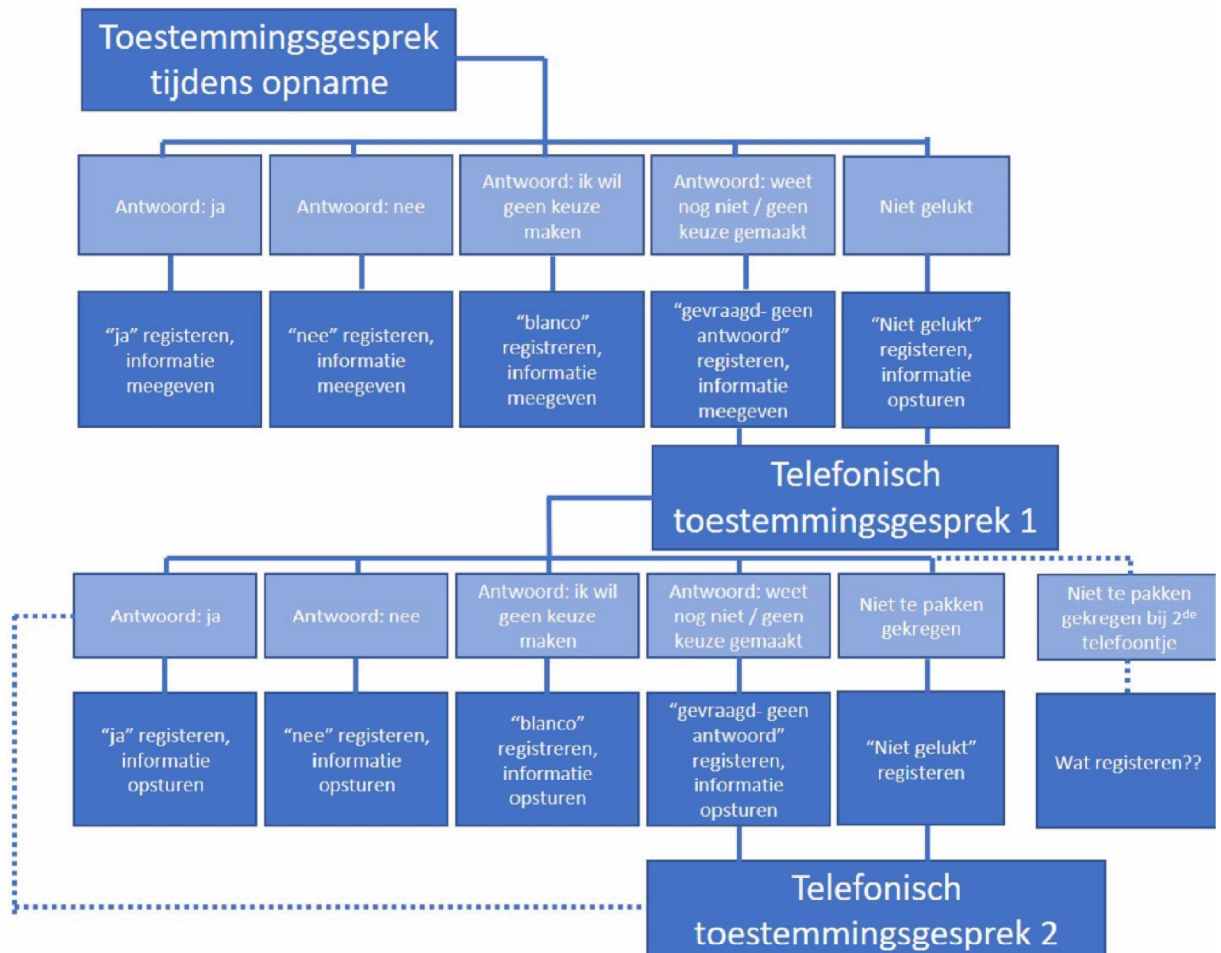 Toestemmingsgesprek
tijdens opname
Antwoord: ja
Antwoord: nee
Antwoord: ik wil
geen keuze
maken
Antwoord: weet
nog niet / geen
keuze gemaakt
Niet gelukt
“ja” registeren,
informatie
meegeven
“nee” registeren,
informatie
meegeven
“blanco”
registreren,
informatie
meegeven
“gevraagd- geen
antwoord”
registeren,
informatie
meegeven
“Niet gelukt”
registeren,
informatie
opsturen
Telefonisch
toestemmingsgesprek 1
Antwoord: ja
Antwoord: nee
Antwoord: ik wil
geen keuze
maken
Antwoord: weet
nog niet / geen
keuze gemaakt
Niet te pakken
gekregen
Niet te pakken
gekregen bij 2de
telefoontje
“ja” registeren,
informatie
opsturen
“nee” registeren,
informatie
opsturen
“blanco”
registreren,
informatie
opsturen
“gevraagd- geen
antwoord”
registeren,
informatie
opsturen
“Niet gelukt”
registeren
Wat registeren??
Telefonisch
toestemmingsgesprek 2